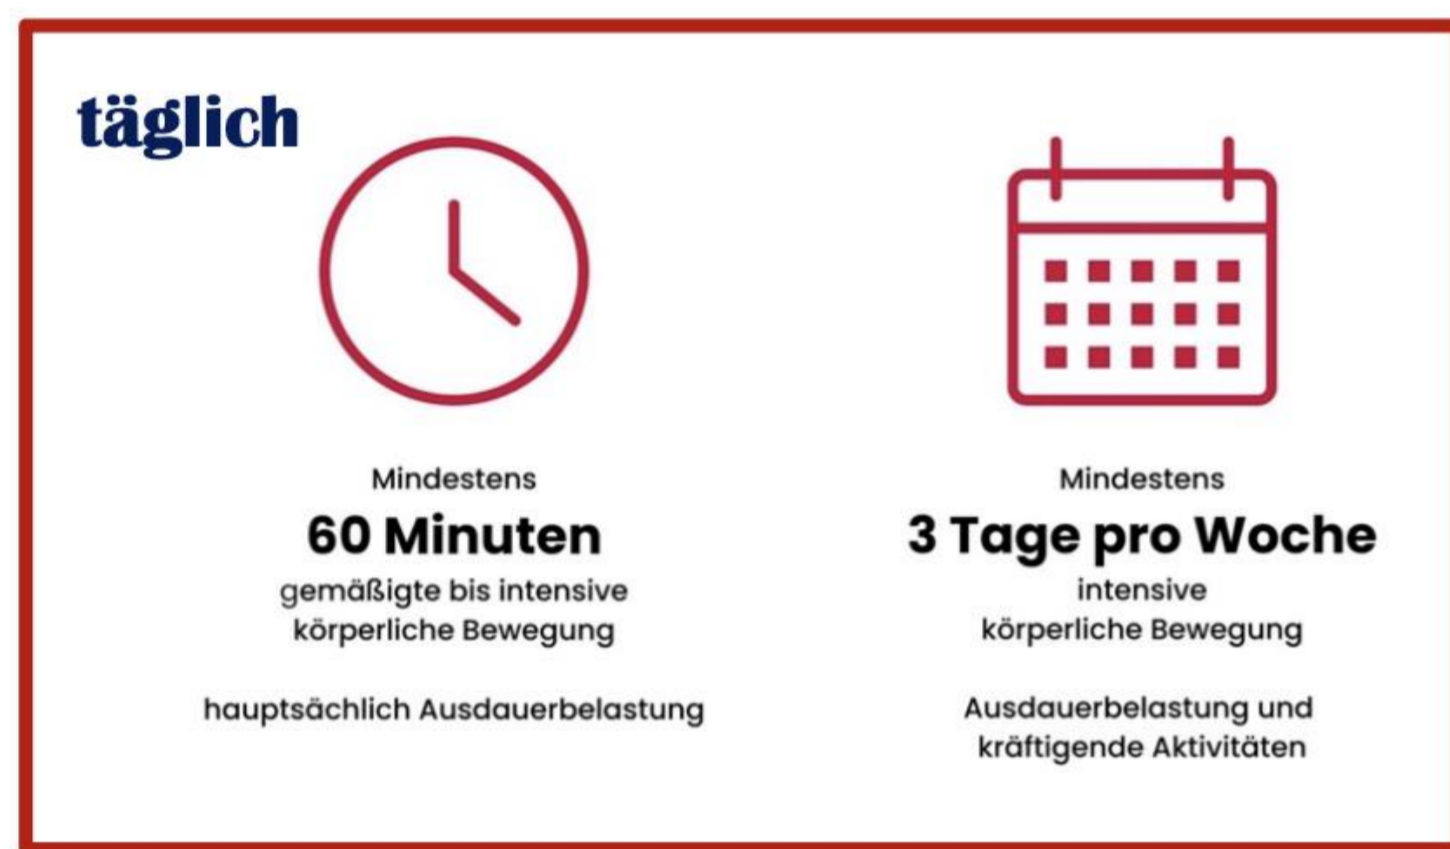 täglich
Mindestens
60 Minuten
gemäßigte bis intensive
körperliche Bewegung
hauptsächlich Ausdauerbelastung
Mindestens
3 Tage pro Woche
intensive
körperliche Bewegung
Ausdauerbelastung und
kräftigende Aktivitäten